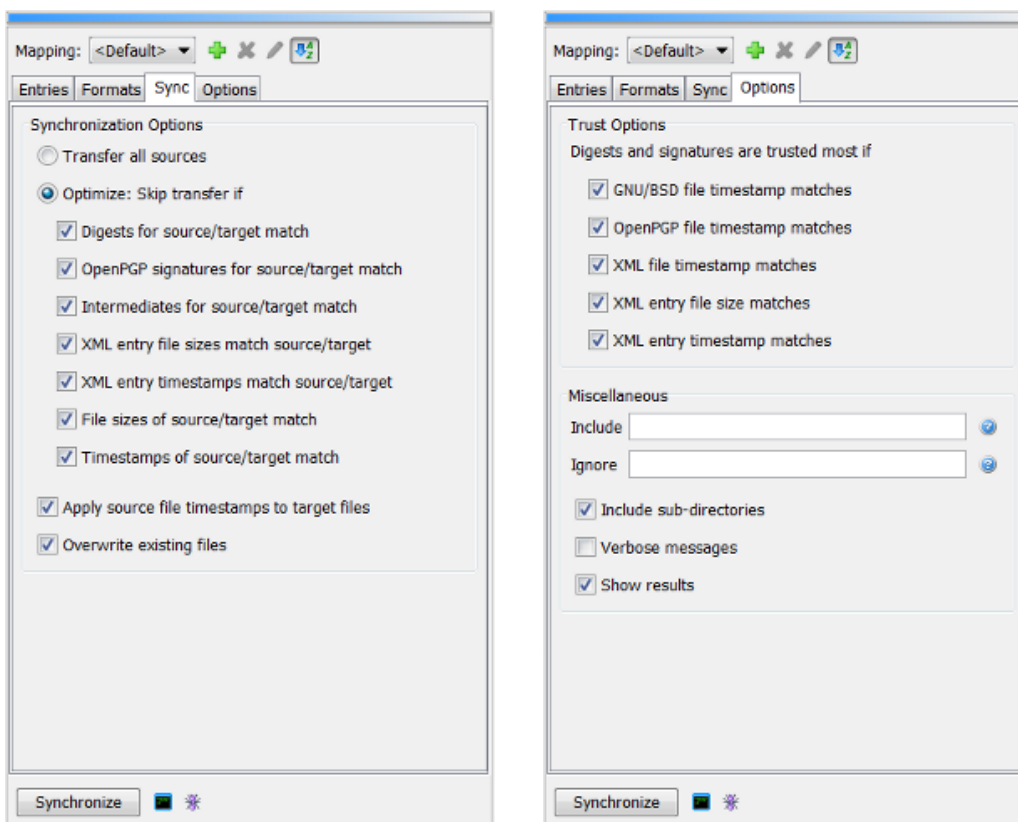 Mapping: <Default>
Entries Formats Sync Options
Synchronization Options
Transfer all sources
Optimize: Skip transfer if
Digests for source/target match
OpenPGP signatures for source/target match
Intermediates for source/target match
XML entry file sizes match source/target
XML entry timestamps match source/target
File sizes of source/target match
Timestamps of source/target match
Apply source file timestamps to target files
Overwrite existing files
Synchronize
Mapping: <Default>
Entries Formats Sync Options
Trust Options
Digests and signatures are trusted most if
GNU/BSD file timestamp matches
OpenPGP file timestamp matches
XML file timestamp matches
XML entry file size matches
XML entry timestamp matches
Miscellaneous
Include
Ignore
Include sub-directories
Verbose messages
Show results
Synchronize